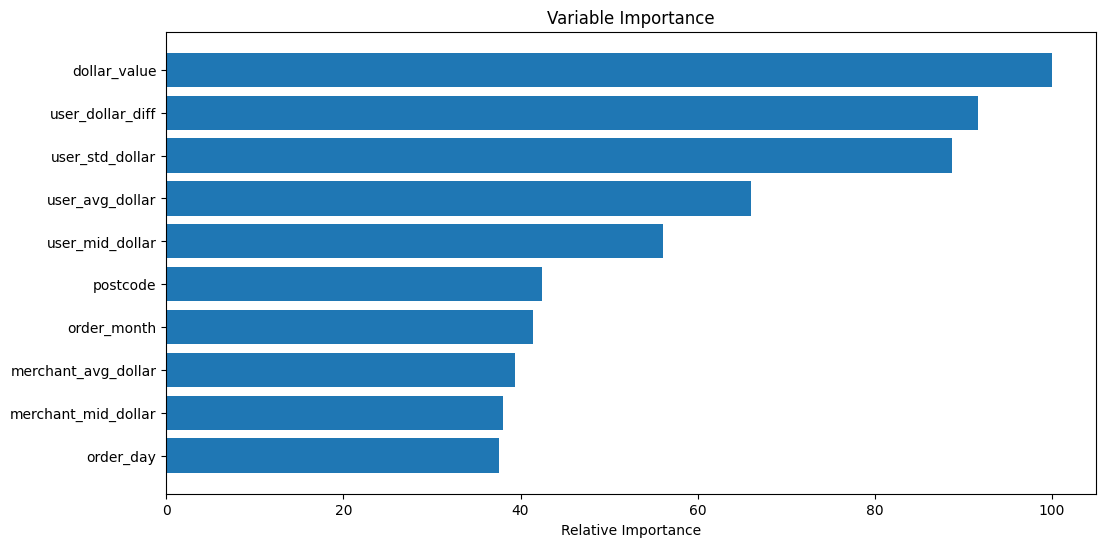 Variable Importance
dollar_value
user_dollar_diff
user_std_dollar
user_avg_dollar
user_mid_dollar
postcode
order_month
merchant_avg_dollar
merchant_mid_dollar
order_day
0 20 40 60 80 100
Relative Importance